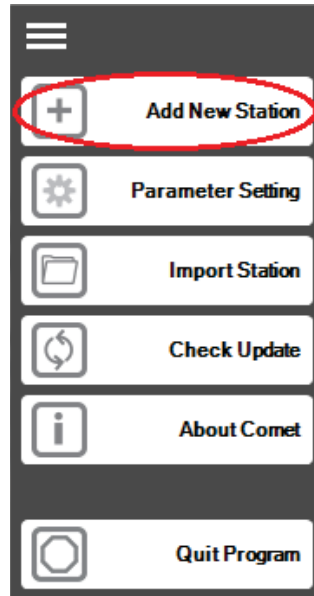 Add New Station
Parameter Setting
Import Station
Check Update
About Comet
Quit Program